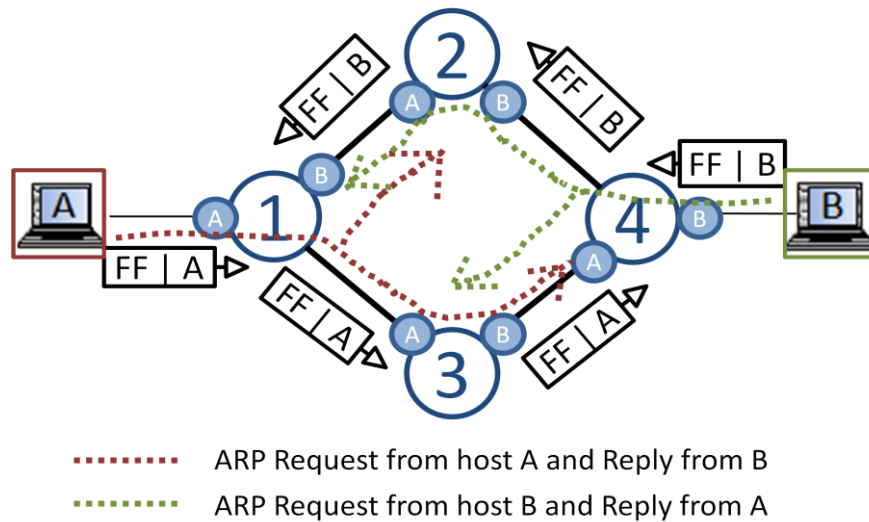 2
FF | B
A
B
FF | B
FF | B
A
A
1
B
4
B
B
FF | A
FF | A
A
A
B
3
FF | A
ARP Request from host A and Reply from B
ARP Request from host B and Reply from A